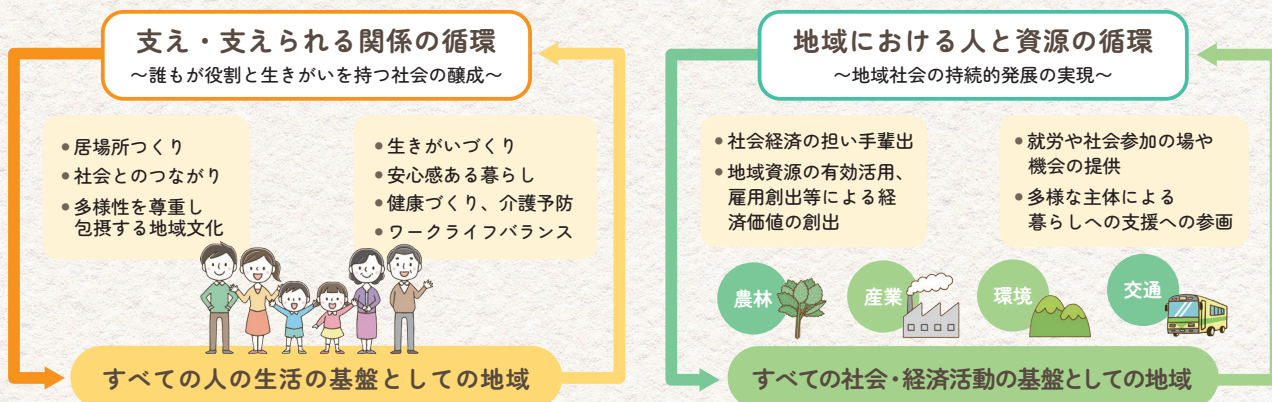 支え・支えられる関係の循環
～誰もが役割と生きがいを持つ社会の醸成～
●居場所つくり
●社会とのつながり
●多様性を尊重し
包摂する地域文化
●生きがいづくり
●安心感ある暮らし
●健康づくり、介護予防
●ワークライフバランス
すべての人の生活の基盤としての地域
地域における人と資源の循環
～地域社会の持続的発展の実現～
●社会経済の担い手輩出
●地域資源の有効活用、
雇用創出等による経
済価値の創出
●就労や社会参加の場や
機会の提供
●多様な主体による
暮らしへの支援への参画
農林
産業
環境
交通
すべての社会・経済活動の基盤としての地域